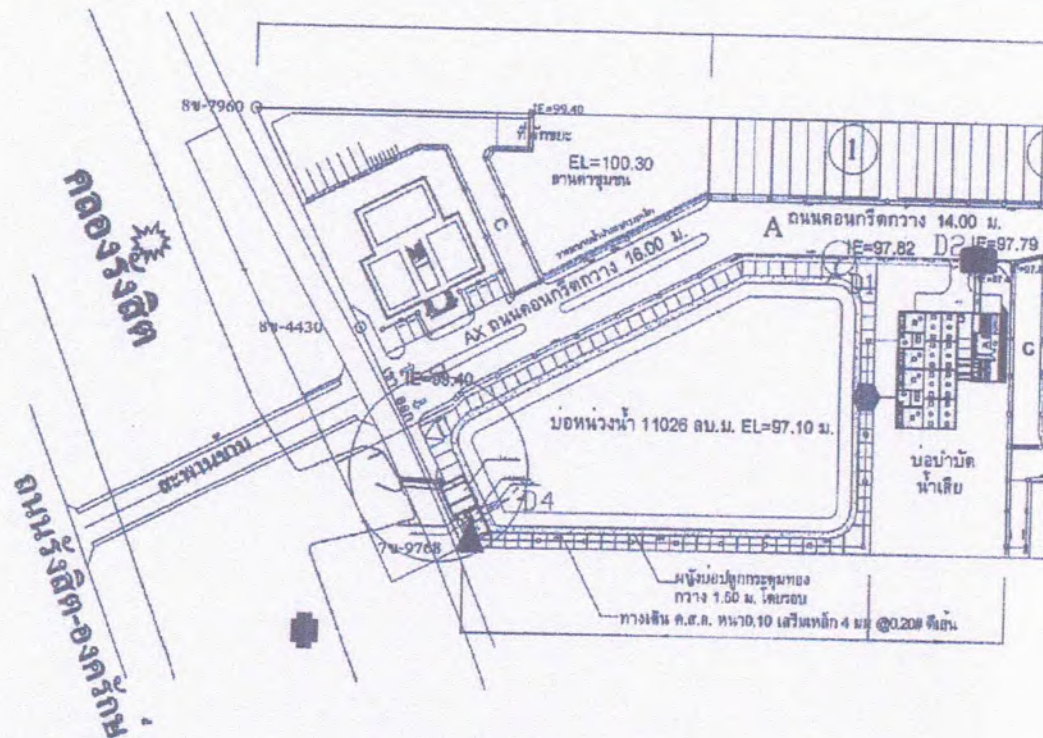 8ข-7960
IE=99.40
ที่พักขยะ
EL=100.30
ลานค้าชุมชน
1
คลองรังสิต
C
ถนนคอนกรีตกว้าง 14.00 ม.
A
IE=97.82
D2
IE=97.79
D1
8ข-4430
AX ถนนคอนกรีตกว้าง 16.00 ม.
IE=99.40
C
สะพานข้าม
บ่อหน่วงน้ำ 11026 ลบ.ม. EL=97.10 ม.
บ่อบำบัด
น้ำเสีย
D4
7ข-9768
ถนนรังสิต-องครักษ์
ผนังบ่อปลูกกระดุมทอง
กว้าง 1.50 ม. โดยรอบ
ทางเดิน ค.ส.ล. หนา0.10 เสริมเหล็ก 4 มม @0.20#